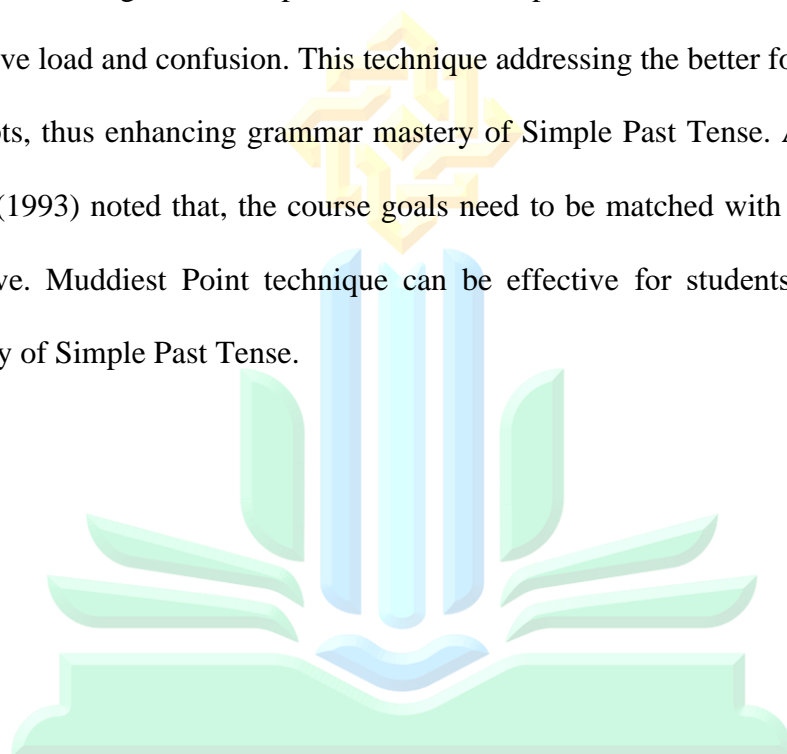 ve load and confusion. This technique addressing the better fo
ots, thus enhancing grammar mastery of Simple Past Tense. A
(1993) noted that, the course goals need to be matched with
ve. Muddiest Point technique can be effective for students
y of Simple Past Tense.